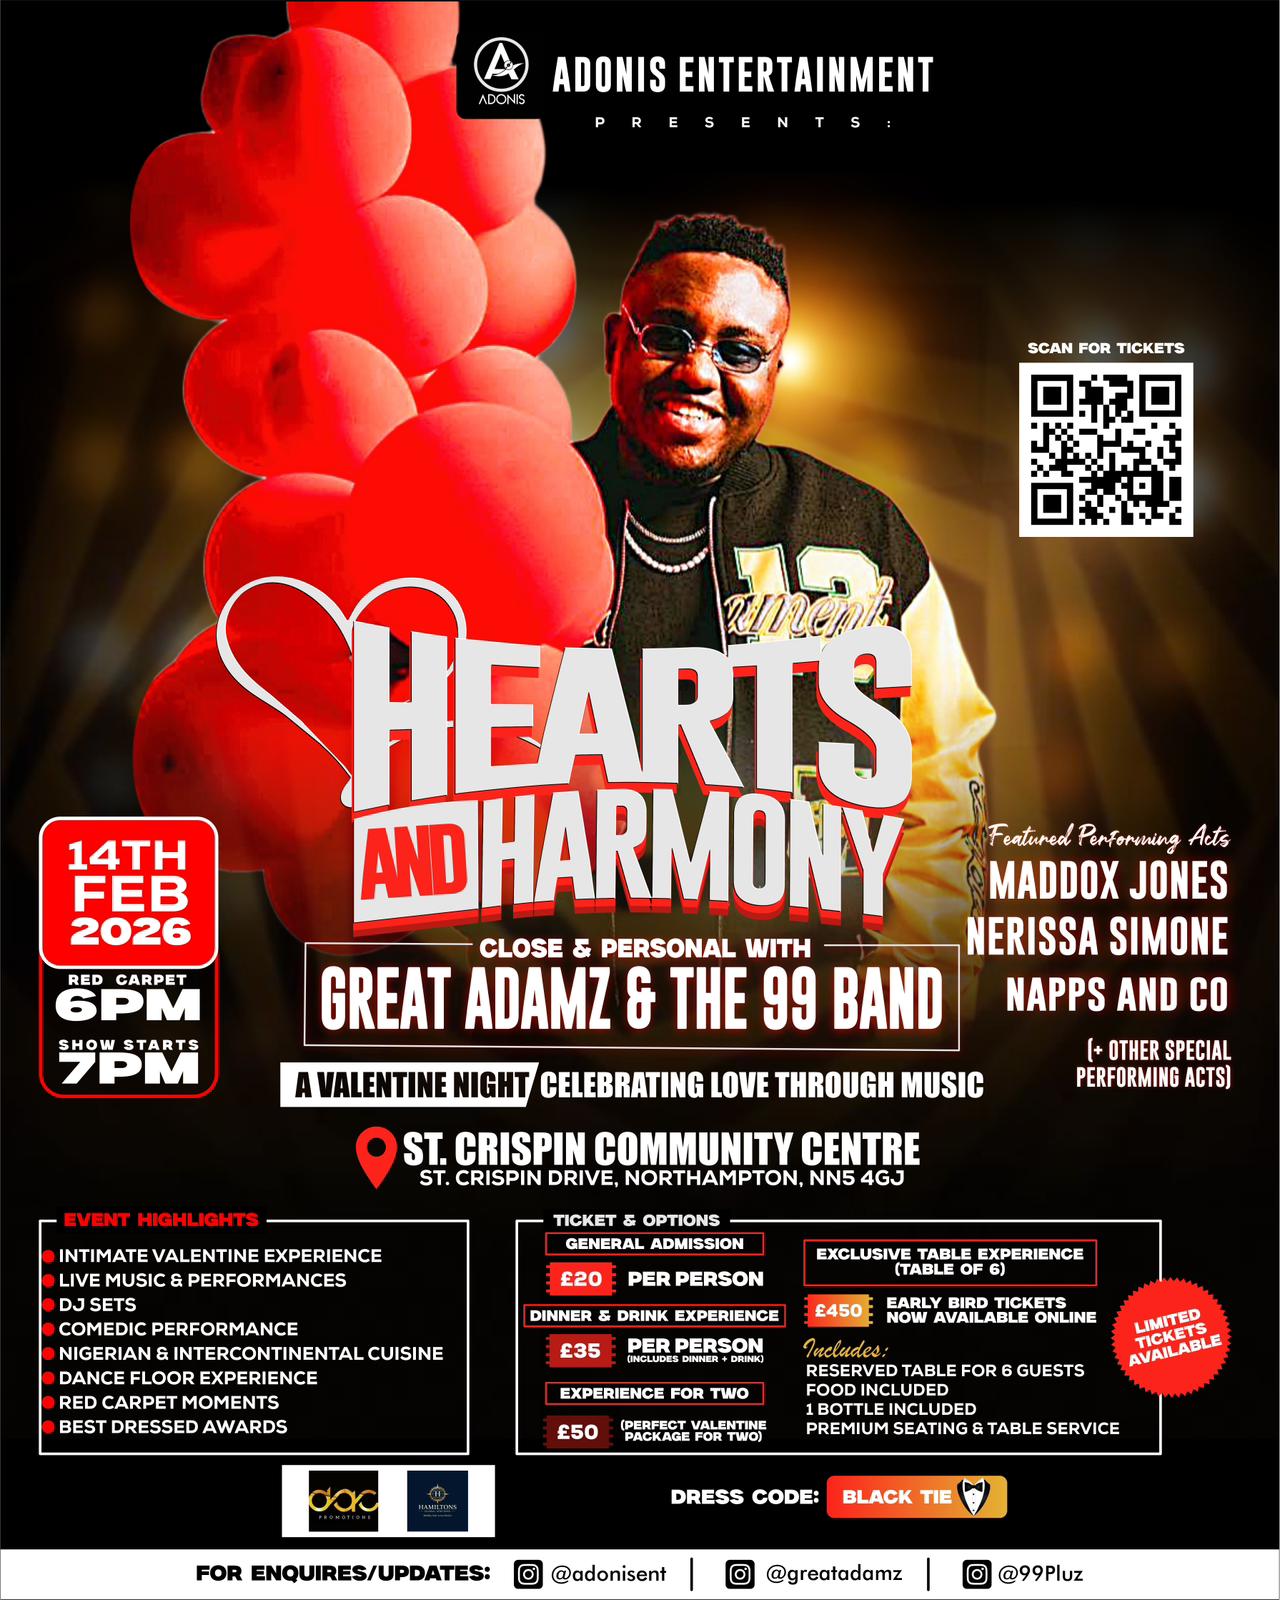 ADONIS
ADONIS ENTERTAINMENT
PRESENTS:
SCAN FOR TICKETS
13
ament
HEARTS
AND HARMONY
CLOSE & PERSONAL WITH
GREAT ADAMZ & THE 99 BAND
A VALENTINE NIGHT CELEBRATING LOVE THROUGH MUSIC
14TH
FEB
2026
RED CARPET
6PM
SHOW STARTS
7PM
Featured Performing Acts
MADDOX JONES
NERISSA SIMONE
NAPPS AND CO
(+ OTHER SPECIAL
PERFORMING ACTS)
ST. CRISPIN COMMUNITY CENTRE
ST. CRISPIN DRIVE, NORTHAMPTON, NN5 4GJ
EVENT HIGHLIGHTS
INTIMATE VALENTINE EXPERIENCE
LIVE MUSIC & PERFORMANCES
DJ SETS
COMEDIC PERFORMANCE
NIGERIAN & INTERCONTINENTAL CUISINE
DANCE FLOOR EXPERIENCE
RED CARPET MOMENTS
BEST DRESSED AWARDS
TICKET & OPTIONS
GENERAL ADMISSION
£20 PER PERSON
DINNER & DRINK EXPERIENCE
£35 PER PERSON
(INCLUDES DINNER + DRINK)
EXPERIENCE FOR TWO
£50 (PERFECT VALENTINE
PACKAGE FOR TWO)
EXCLUSIVE TABLE EXPERIENCE
(TABLE OF 6)
£450 EARLY BIRD TICKETS
NOW AVAILABLE ONLINE
Includes:
RESERVED TABLE FOR 6 GUESTS
FOOD INCLUDED
1 BOTTLE INCLUDED
PREMIUM SEATING & TABLE SERVICE
LIMITED
TICKETS
AVAILABLE
dac
PROMOTIONS
H
HAMILTONS
DRESS CODE: BLACK TIE
FOR ENQUIRES/UPDATES: @adonisent | @greatadamz | @99Pluz